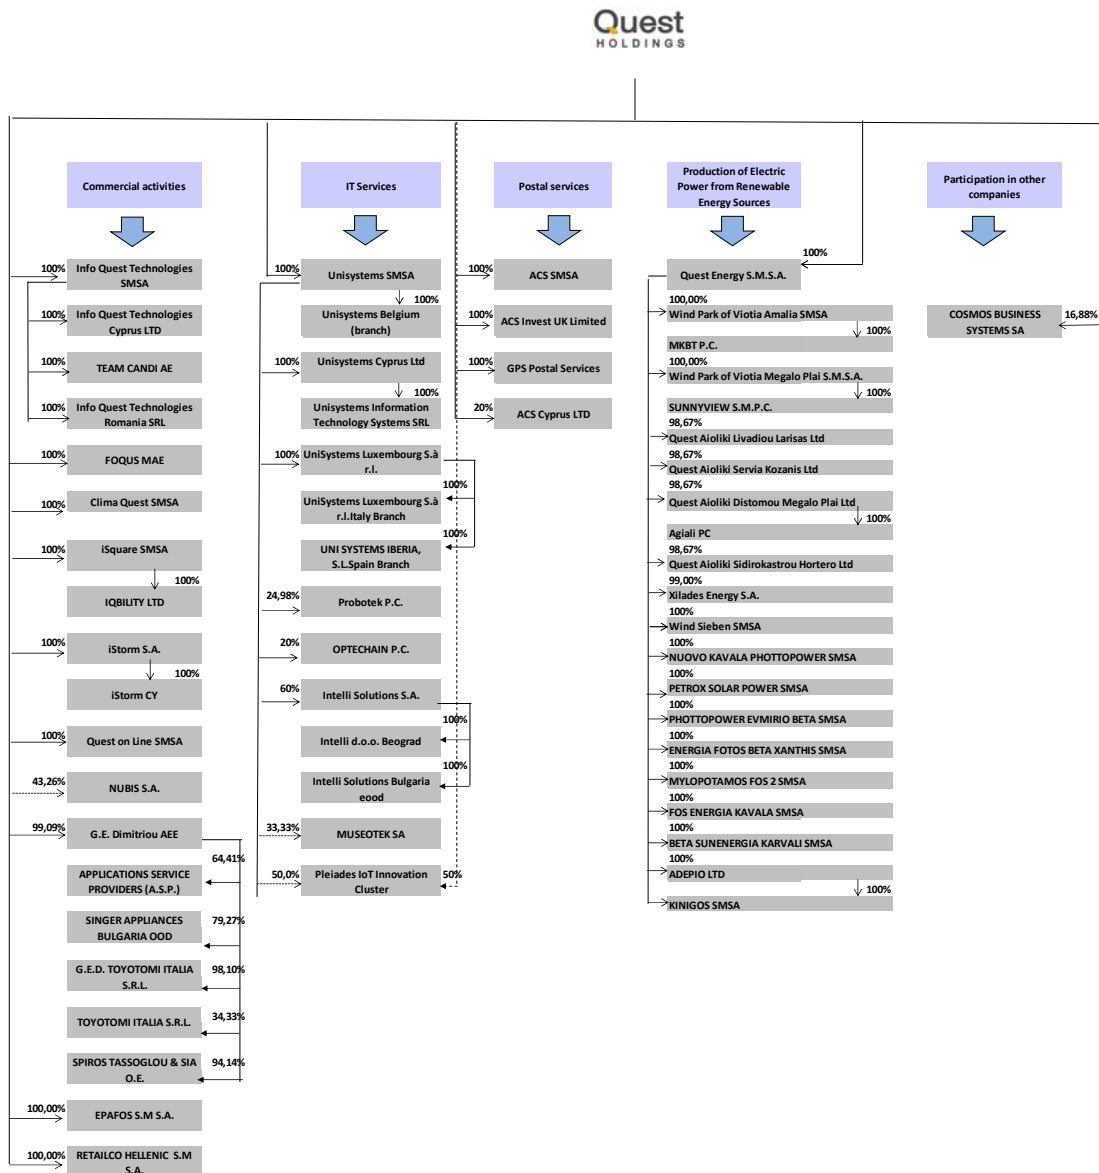 Quest
HOLDINGS
Commercial activities
100%
Info Quest Technologies
SMSA
100%
Info Quest Technologies
Cyprus LTD
100%
TEAM CANDI AE
100%
Info Quest Technologies
Romania SRL
100%
FOQUS MAE
100%
Clima Quest SMSA
100%
iSquare SMSA
100%
IQBILITY LTD
100%
iStorm S.A.
100%
iStorm CY
100%
Quest on Line SMSA
43,26%
NUBIS S.A.
99,09%
G.E. Dimitriou AEE
64,41%
APPLICATIONS SERVICE
PROVIDERS (A.S.P.)
79,27%
SINGER APPLIANCES
BULGARIA OOD
98,10%
G.E.D. TOYOTOMI ITALIA
S.R.L.
34,33%
TOYOTOMI ITALIA S.R.L.
94,14%
SPIROS TASSOGLOU & SIA
O.E.
100,00%
EPAFOS S.M S.A.
100,00%
RETAILCO HELLENIC S.M
S.A.
IT Services
100%
Unisystems SMSA
100%
Unisystems Belgium
(branch)
100%
Unisystems Cyprus Ltd
100%
Unisystems Information
Technology Systems SRL
100%
UniSystems Luxembourg S.à
r.l.
100%
UniSystems Luxembourg S.à
r.l.Italy Branch
100%
UNI SYSTEMS IBERIA,
S.L.Spain Branch
24,98%
Probotek P.C.
20%
OPTECHAIN P.C.
60%
Intelli Solutions S.A.
100%
Intelli d.o.o. Beograd
100%
Intelli Solutions Bulgaria
eood
33,33%
MUSEOTEK SA
50,0%
Pleiades IoT Innovation
Cluster
50%
Postal services
100%
ACS SMSA
100%
ACS Invest UK Limited
100%
GPS Postal Services
20%
ACS Cyprus LTD
Production of Electric
Power from Renewable
Energy Sources
100%
Quest Energy S.M.S.A.
100,00%
Wind Park of Viotia Amalia SMSA
100%
MKBT P.C.
100,00%
Wind Park of Viotia Megalo Plai S.M.S.A.
100%
SUNNYVIEW S.M.P.C.
98,67%
Quest Aioliki Livadiou Larisas Ltd
98,67%
Quest Aioliki Servia Kozanis Ltd
98,67%
Quest Aioliki Distomou Megalo Plai Ltd
100%
Agiali PC
98,67%
Quest Aioliki Sidirokastrou Hortero Ltd
99,00%
Xilades Energy S.A.
100%
Wind Sieben SMSA
100%
NUOVO KAVALA PHOTTOPOWER SMSA
100%
PETROX SOLAR POWER SMSA
100%
PHOTTOPOWER EVMIRIO BETA SMSA
100%
ENERGIA FOTOS BETA XANTHIS SMSA
100%
MYLOPOTAMOS FOS 2 SMSA
100%
FOS ENERGIA KAVALA SMSA
100%
BETA SUNENERGIA KARVALI SMSA
100%
ADEPIO LTD
100%
KINIGOS SMSA
Participation in other
companies
COSMOS BUSINESS
SYSTEMS SA
16,88%